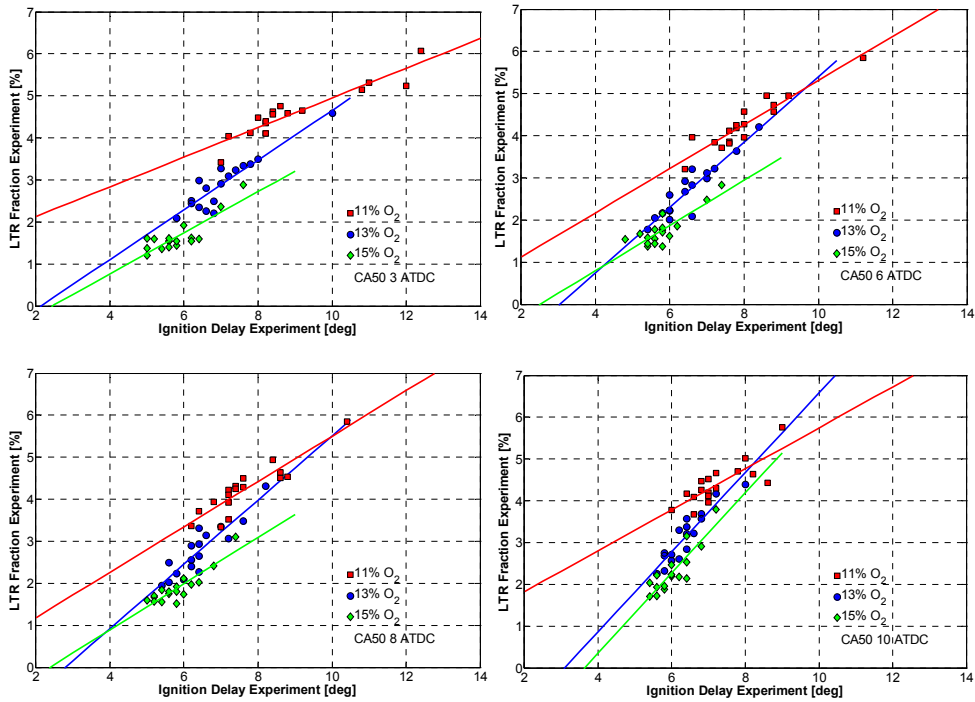 7
6
5
4
3
2
1
0
LTR Fraction Experiment [%]
11% O2
13% O2
15% O2
CA50 3 ATDC
2 4 6 8 10 12 14
Ignition Delay Experiment [deg]
7
6
5
4
3
2
1
0
LTR Fraction Experiment [%]
11% O2
13% O2
15% O2
CA50 6 ATDC
2 4 6 8 10 12 14
Ignition Delay Experiment [deg]
7
6
5
4
3
2
1
0
LTR Fraction Experiment [%]
11% O2
13% O2
15% O2
CA50 8 ATDC
2 4 6 8 10 12 14
Ignition Delay Experiment [deg]
7
6
5
4
3
2
1
0
LTR Fraction Experiment [%]
11% O2
13% O2
15% O2
CA50 10 ATDC
2 4 6 8 10 12 14
Ignition Delay Experiment [deg]